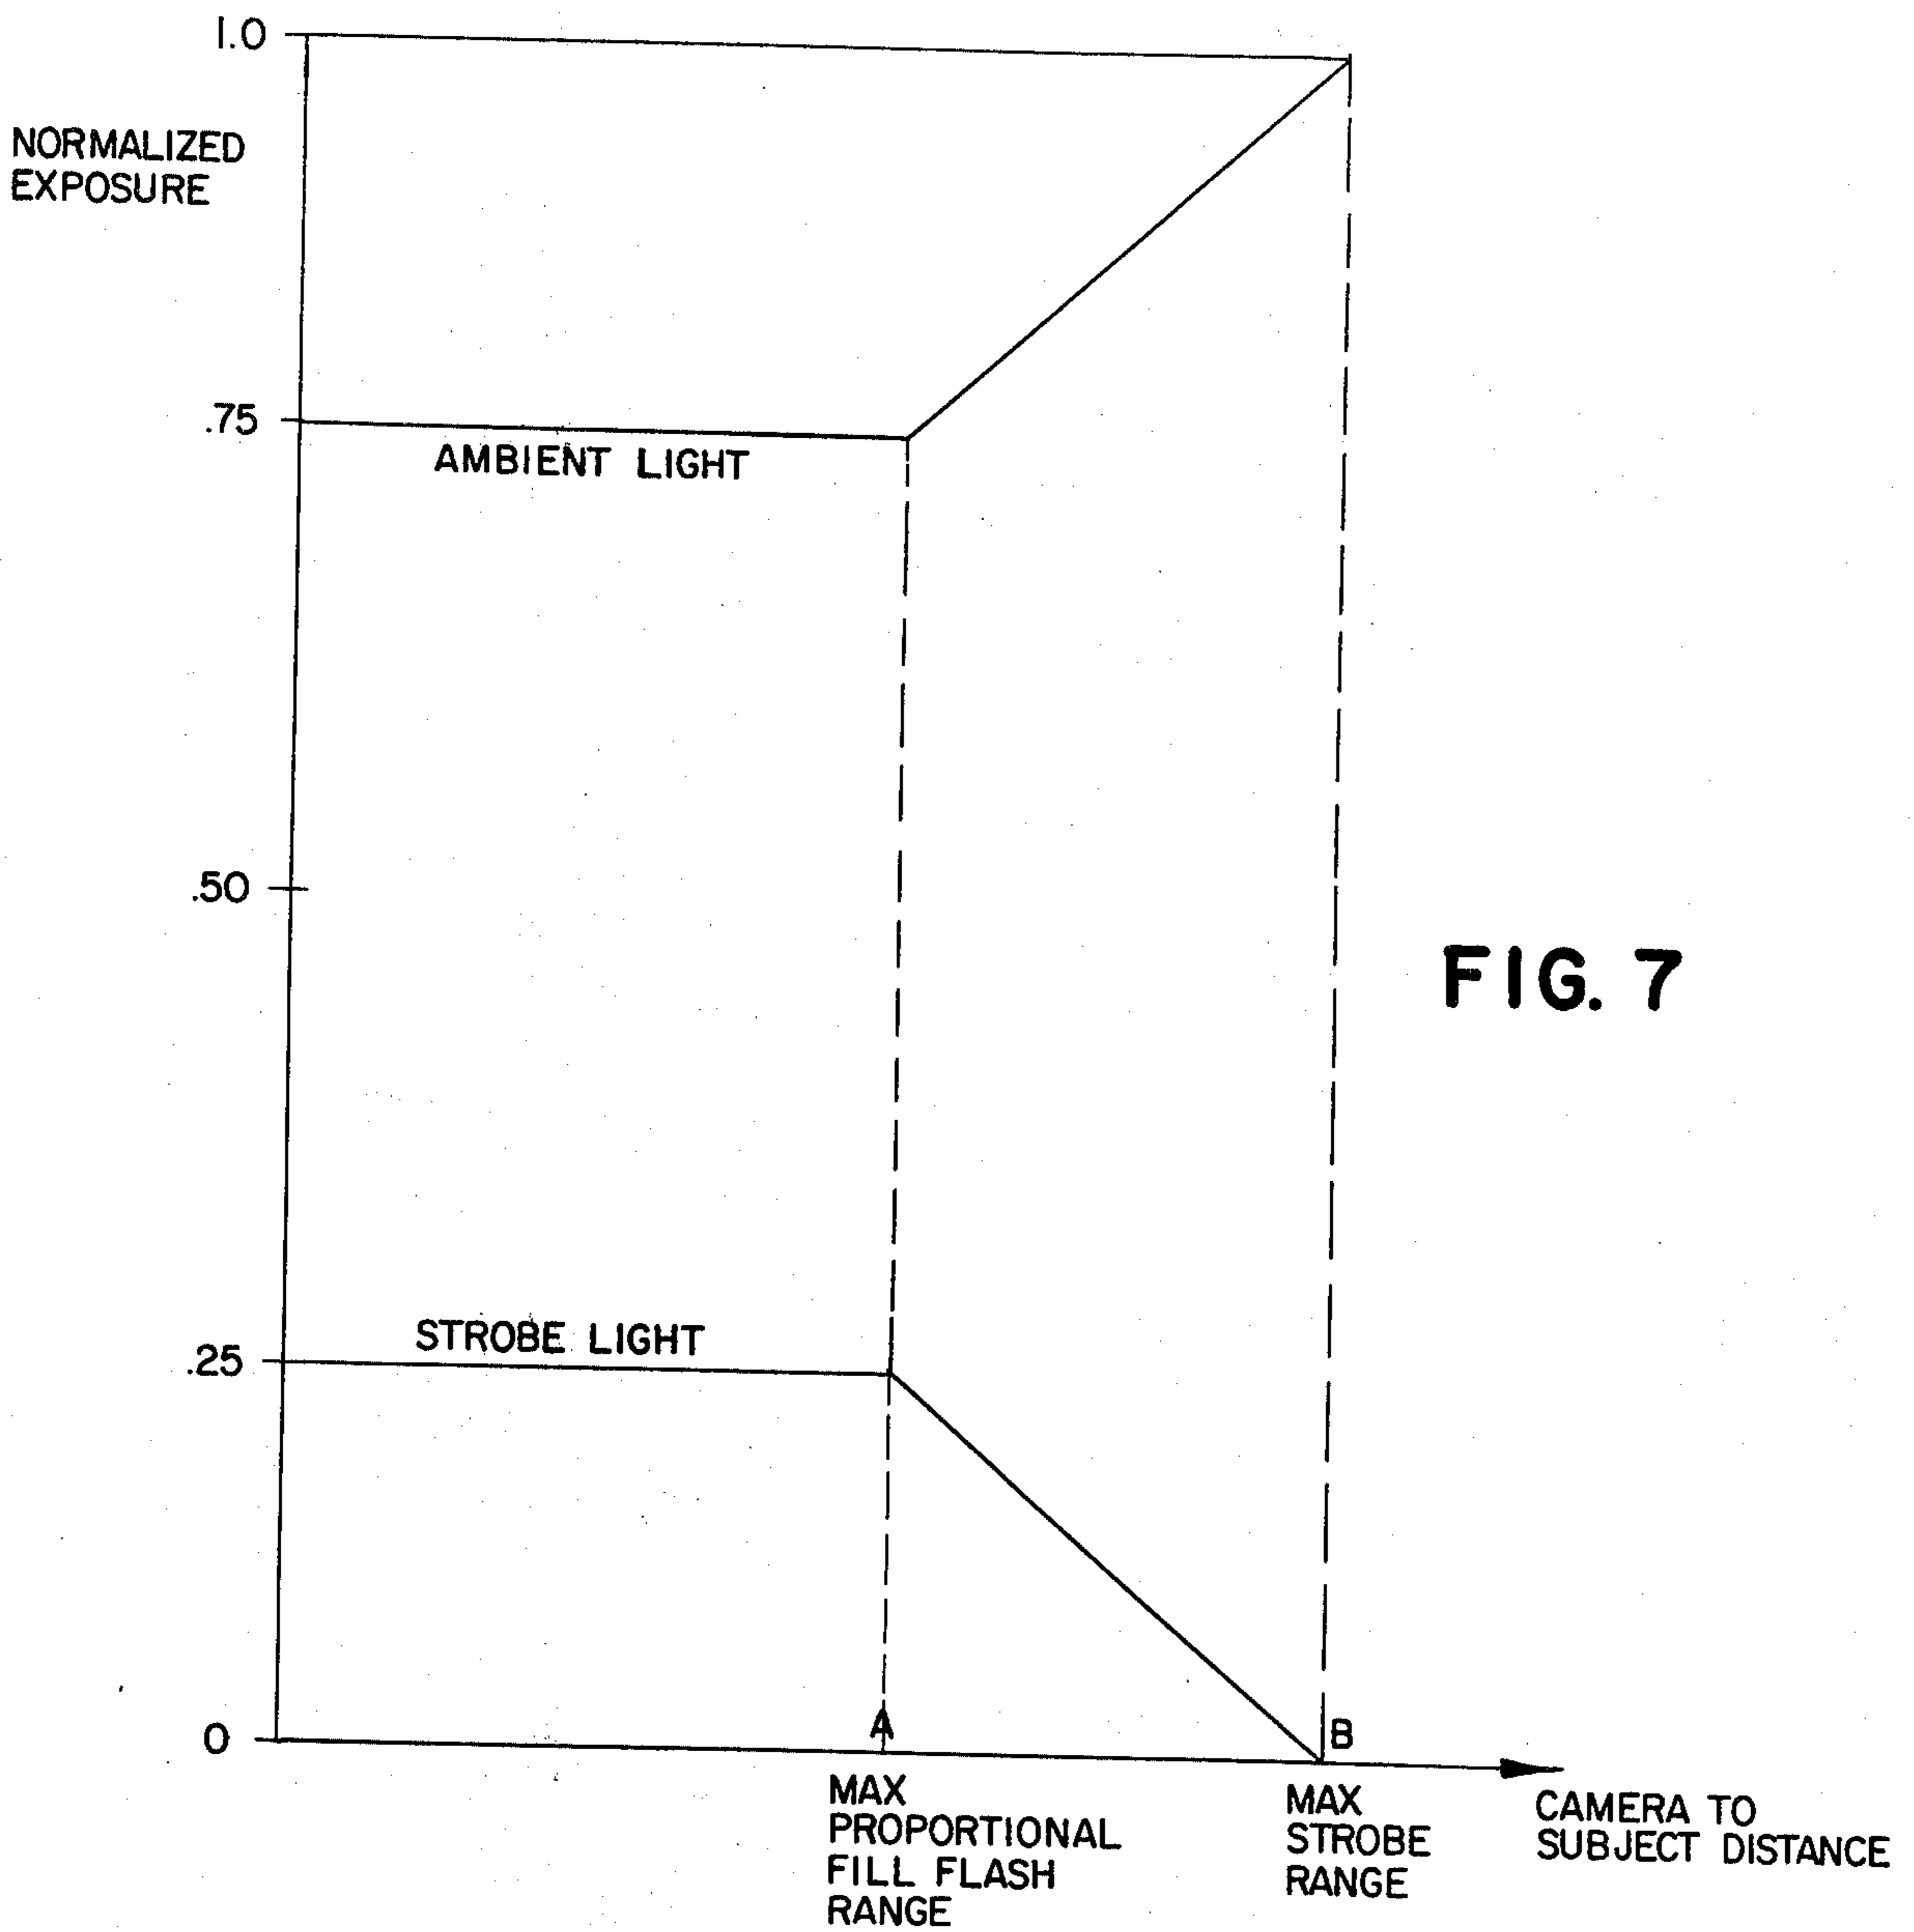 1.0
NORMALIZED
EXPOSURE
.75
AMBIENT LIGHT
.50
FIG. 7
STROBE LIGHT
.25
0
A
B
MAX
PROPORTIONAL
FILL FLASH
RANGE
MAX
STROBE
RANGE
CAMERA TO
SUBJECT DISTANCE